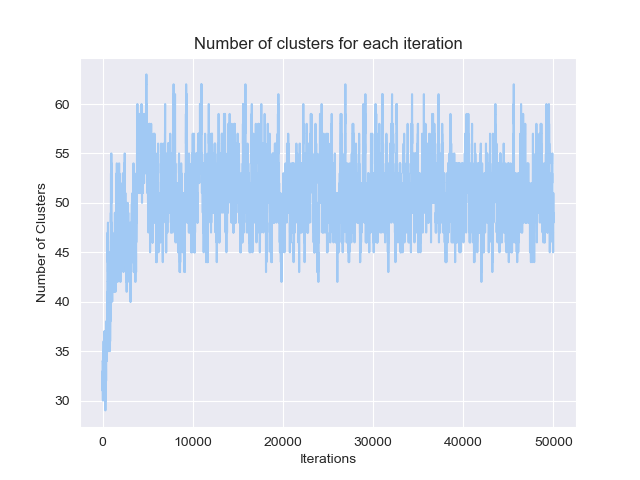 Number of clusters for each iteration
Number of Clusters
60
55
50
45
40
35
30
0 10000 20000 30000 40000 50000
Iterations